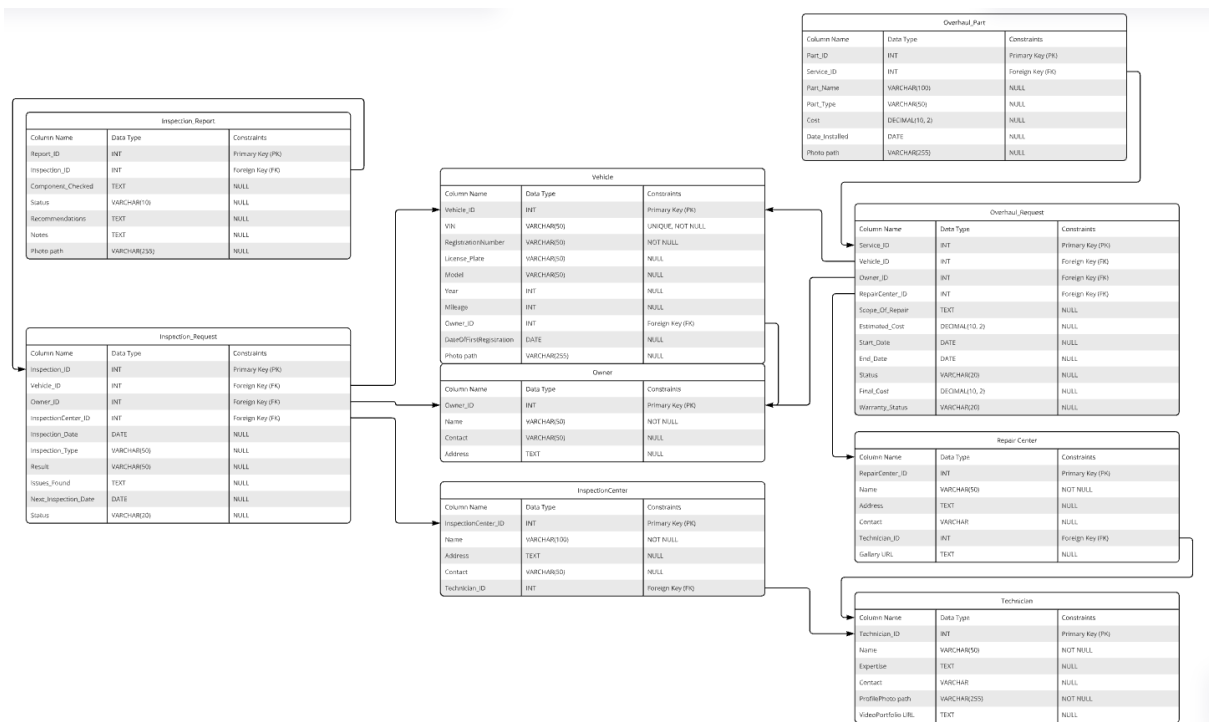 Overhaul_Part
Column Name Data Type Constraints
Part_ID INT Primary Key (PK)
Service_ID INT Foreign Key (FK)
Part_Name VARCHAR(100) NULL
Part_Type VARCHAR(50) NULL
Cost DECIMAL(10, 2) NULL
Date_Installed DATE NULL
Photo path VARCHAR(255) NULL
Inspection_Report
Column Name Data Type Constraints
Report_ID INT Primary Key (PK)
Inspection_ID INT Foreign Key (FK)
Component_Checked TEXT NULL
Status VARCHAR(10) NULL
Recommendations TEXT NULL
Notes TEXT NULL
Photo path VARCHAR(255) NULL
Vehicle
Column Name Data Type Constraints
Vehicle_ID INT Primary Key (PK)
VIN VARCHAR(50) UNIQUE, NOT NULL
RegistrationNumber VARCHAR(50) NOT NULL
License_Plate VARCHAR(50) NULL
Model VARCHAR(50) NULL
Year INT NULL
Mileage INT NULL
Owner_ID INT Foreign Key (FK)
DateOfFirstRegistration DATE NULL
Photo path VARCHAR(255) NULL
Overhaul_Request
Column Name Data Type Constraints
Service_ID INT Primary Key (PK)
Vehicle_ID INT Foreign Key (FK)
Owner_ID INT Foreign Key (FK)
RepairCenter_ID INT Foreign Key (FK)
Scope_Of_Repair TEXT NULL
Estimated_Cost DECIMAL(10, 2) NULL
Start_Date DATE NULL
End_Date DATE NULL
Status VARCHAR(20) NULL
Final_Cost DECIMAL(10, 2) NULL
Warranty_Status VARCHAR(20) NULL
Inspection_Request
Column Name Data Type Constraints
Inspection_ID INT Primary Key (PK)
Vehicle_ID INT Foreign Key (FK)
Owner_ID INT Foreign Key (FK)
InspectionCenter_ID INT Foreign Key (FK)
Inspection_Date DATE NULL
Inspection_Type VARCHAR(50) NULL
Result VARCHAR(50) NULL
Issues_Found TEXT NULL
Next_Inspection_Date DATE NULL
Status VARCHAR(20) NULL
Owner
Column Name Data Type Constraints
Owner_ID INT Primary Key (PK)
Name VARCHAR(50) NOT NULL
Contact VARCHAR(50) NULL
Address TEXT NULL
Repair Center
Column Name Data Type Constraints
RepairCenter_ID INT Primary Key (PK)
Name VARCHAR(50) NOT NULL
Address TEXT NULL
Contact VARCHAR NULL
Technician_ID INT Foreign Key (FK)
Gallary URL TEXT NULL
InspectionCenter
Column Name Data Type Constraints
InspectionCenter_ID INT Primary Key (PK)
Name VARCHAR(100) NOT NULL
Address TEXT NULL
Contact VARCHAR(50) NULL
Technician_ID INT Foreign Key (FK)
Technician
Column Name Data Type Constraints
Technician_ID INT Primary Key (PK)
Name VARCHAR(50) NOT NULL
Expertise TEXT NULL
Contact VARCHAR NULL
ProfilePhoto path VARCHAR(255) NOT NULL
VideoPortfolio URL TEXT NULL